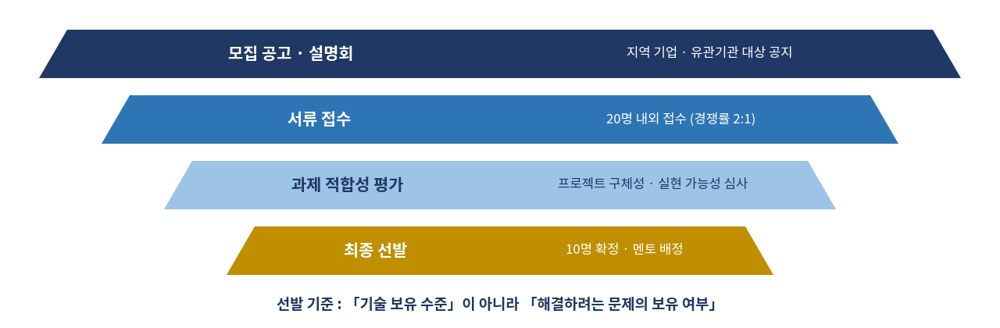 모집 공고 · 설명회 지역 기업 · 유관기관 대상 공지
서류 접수 20명 내외 접수 (경쟁률 2:1)
과제 적합성 평가 프로젝트 구체성 · 실현 가능성 심사
최종 선발 10명 확정 · 멘토 배정
선발 기준 : 「기술 보유 수준」이 아니라 「해결하려는 문제의 보유 여부」